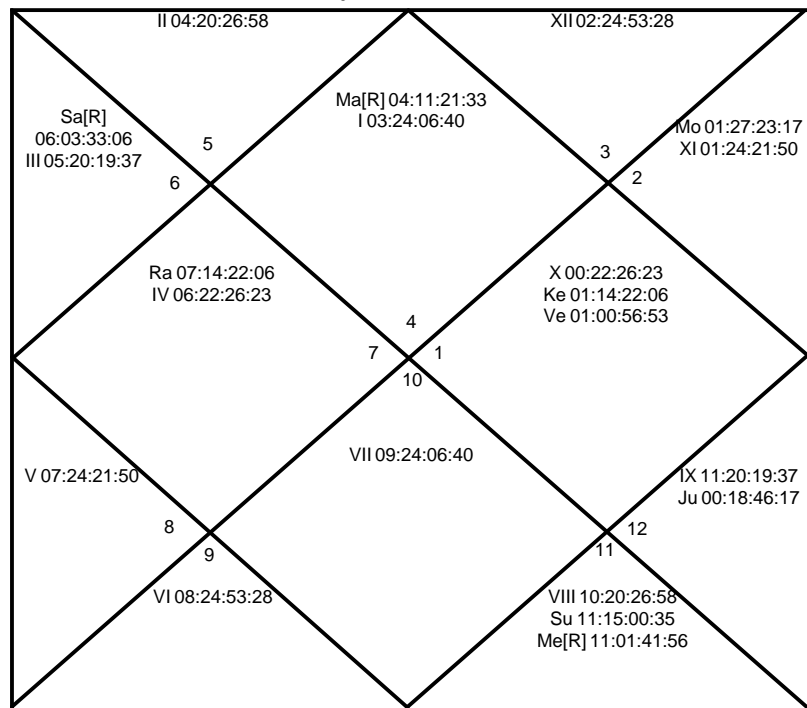 II 04:20:26:58
XII 02:24:53:28
Ma[R] 04:11:21:33
I 03:24:06:40
Sa[R]
06:03:33:06
III 05:20:19:37
5
6
3
2
Mo 01:27:23:17
XI 01:24:21:50
Ra 07:14:22:06
IV 06:22:26:23
X 00:22:26:23
Ke 01:14:22:06
Ve 01:00:56:53
4
7
1
10
VII 09:24:06:40
V 07:24:21:50
IX 11:20:19:37
Ju 00:18:46:17
8
9
12
11
VI 08:24:53:28
VIII 10:20:26:58
Su 11:15:00:35
Me[R] 11:01:41:56